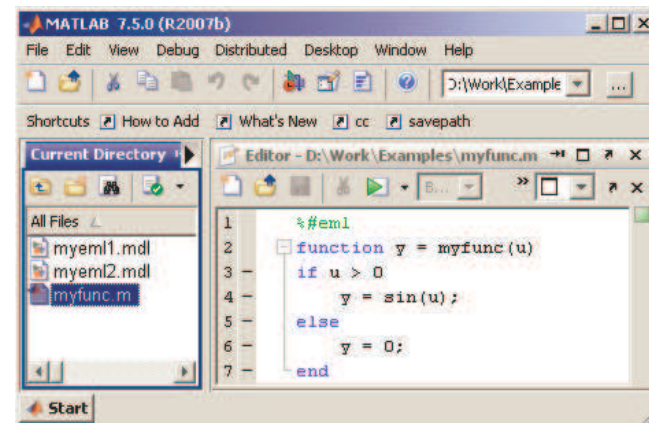 MATLAB 7.5.0 (R2007b)
File Edit View Debug Distributed Desktop Window Help
D:\Work\Example ...
Shortcuts How to Add What's New cc savepath
Current Directory
Editor - D:\Work\Examples\myfunc.m
B...
All Files
myeml1.mdl
myeml2.mdl
myfunc.m
1 %#eml
2 function y = myfunc(u)
3 - if u > 0
4 - y = sin(u);
5 - else
6 - y = 0;
7 - end
Start